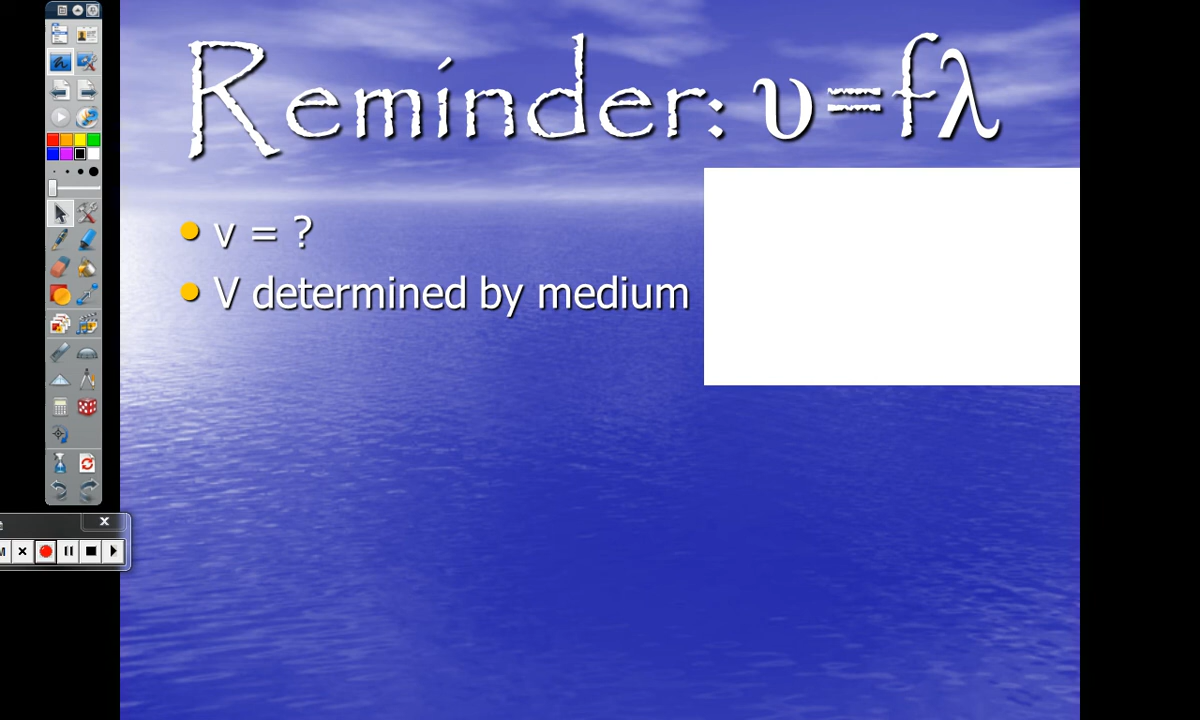 Reminder: υ=fλ
v = ?
V determined by medium